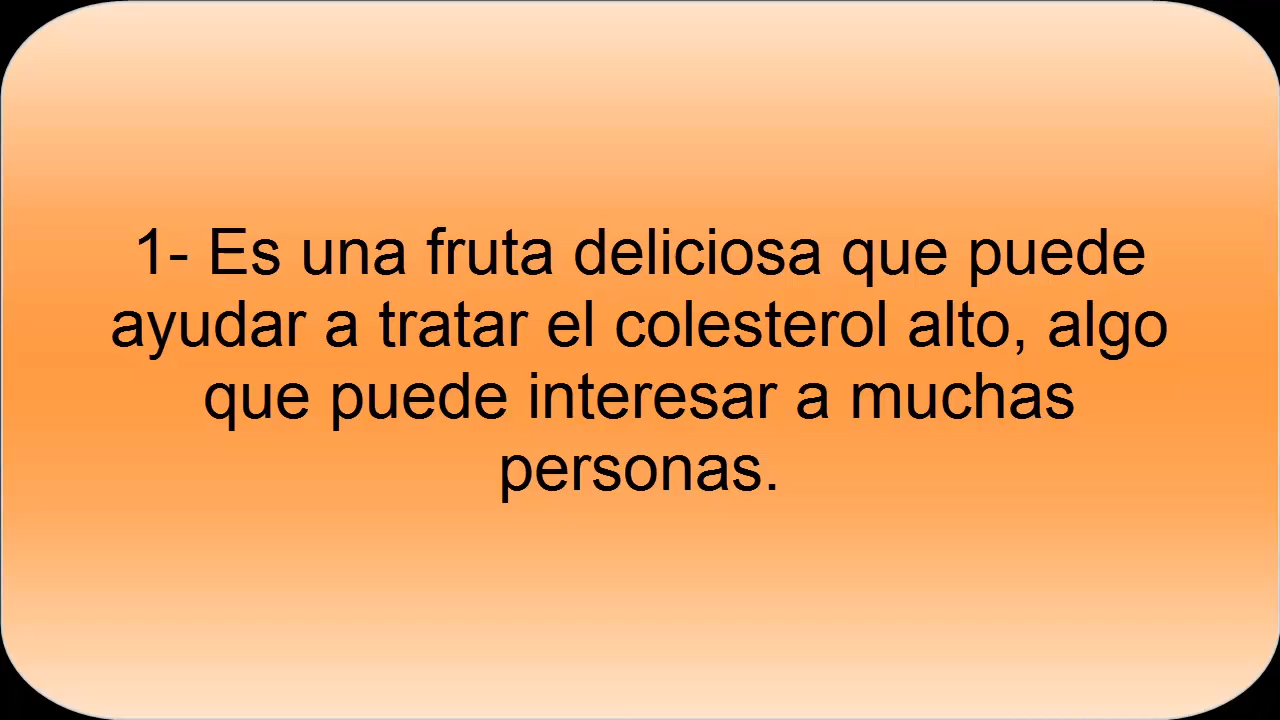 1- Es una fruta deliciosa que puede
ayudar a tratar el colesterol alto, algo
que puede interesar a muchas
personas.